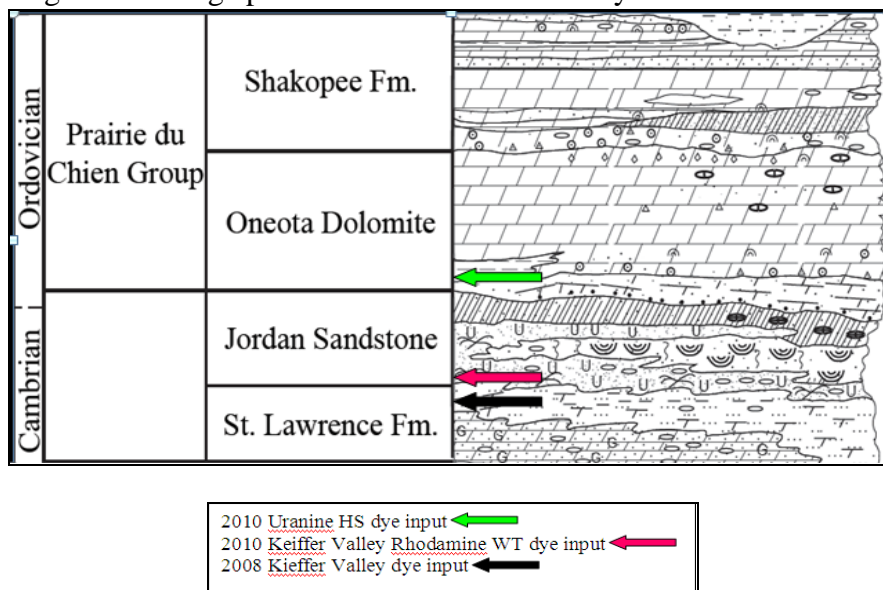 Ordovician
Prairie du
Chien Group
Shakopee Fm.
Oneota Dolomite
Cambrian
Jordan Sandstone
St. Lawrence Fm.
2010 Uranine HS dye input
2010 Keiffer Valley Rhodamine WT dye input
2008 Kieffer Valley dye input